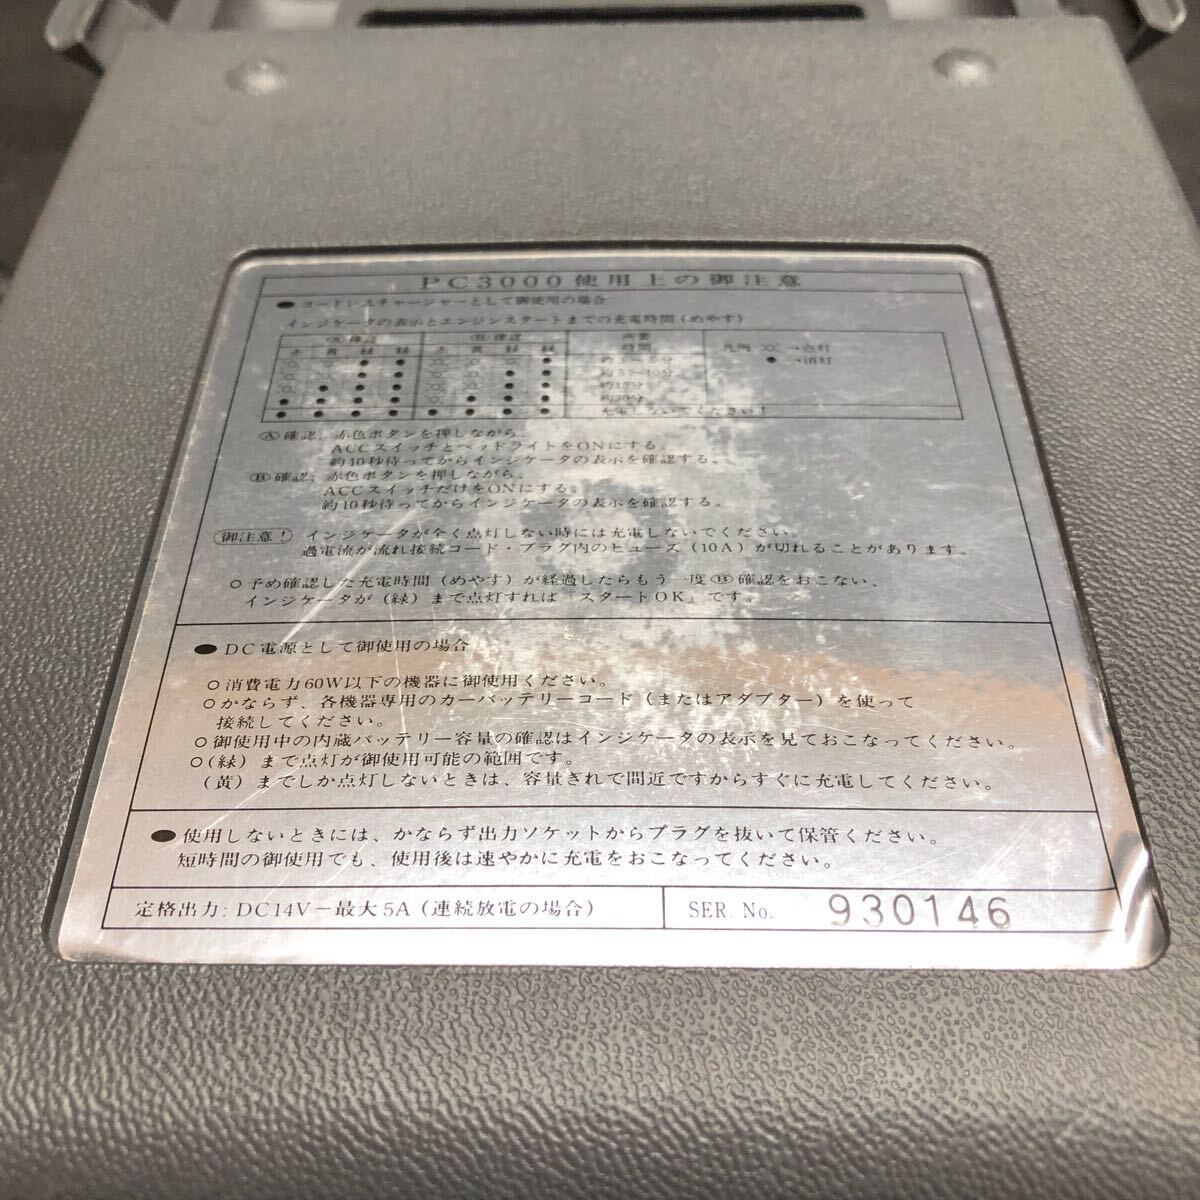 PC3000使用上の御注意
●コードレスチャージャーとして御使用の場合
インジケータの表示とエンジンスタートまでの充電時間(めやす)
Ⓐ確認 Ⓑ確認 所要時間 凡例 →点灯
赤 黄 緑 緑 赤 黄 緑 緑 ●→消灯
約5〜10分
約15分
約30分
充電しないでください!
Ⓐ確認:赤色ボタンを押しながら、
ACCスイッチとヘッドライトをONにする。
約10秒待ってからインジケータの表示を確認する。
Ⓑ確認:赤色ボタンを押しながら、
ACCスイッチだけをONにする。
約10秒待ってからインジケータの表示を確認する。
御注意! インジケータが全く点灯しない時には充電しないでください。
過電流が流れ接続コード・プラグ内のヒューズ(10A)が切れることがあります。
○予め確認した充電時間(めやす)が経過したらもう一度Ⓑ確認をおこない、
インジケータが(緑)まで点灯すれば『スタートOK』です。
●DC電源として御使用の場合
○消費電力60W以下の機器に御使用ください。
○かならず、各機器専用のカーバッテリーコード(またはアダプター)を使って
接続してください。
○御使用中の内蔵バッテリー容量の確認はインジケータの表示を見ておこなってください。
○(緑)まで点灯が御使用可能の範囲です。
(黄)までしか点灯しないときは、容量ぎれで間近ですからすぐに充電してください。
●使用しないときには、かならず出力ソケットからプラグを抜いて保管ください。
短時間の御使用でも、使用後は速やかに充電をおこなってください。
定格出力:DC14V－最大5A(連続放電の場合)
SER. No. 930146